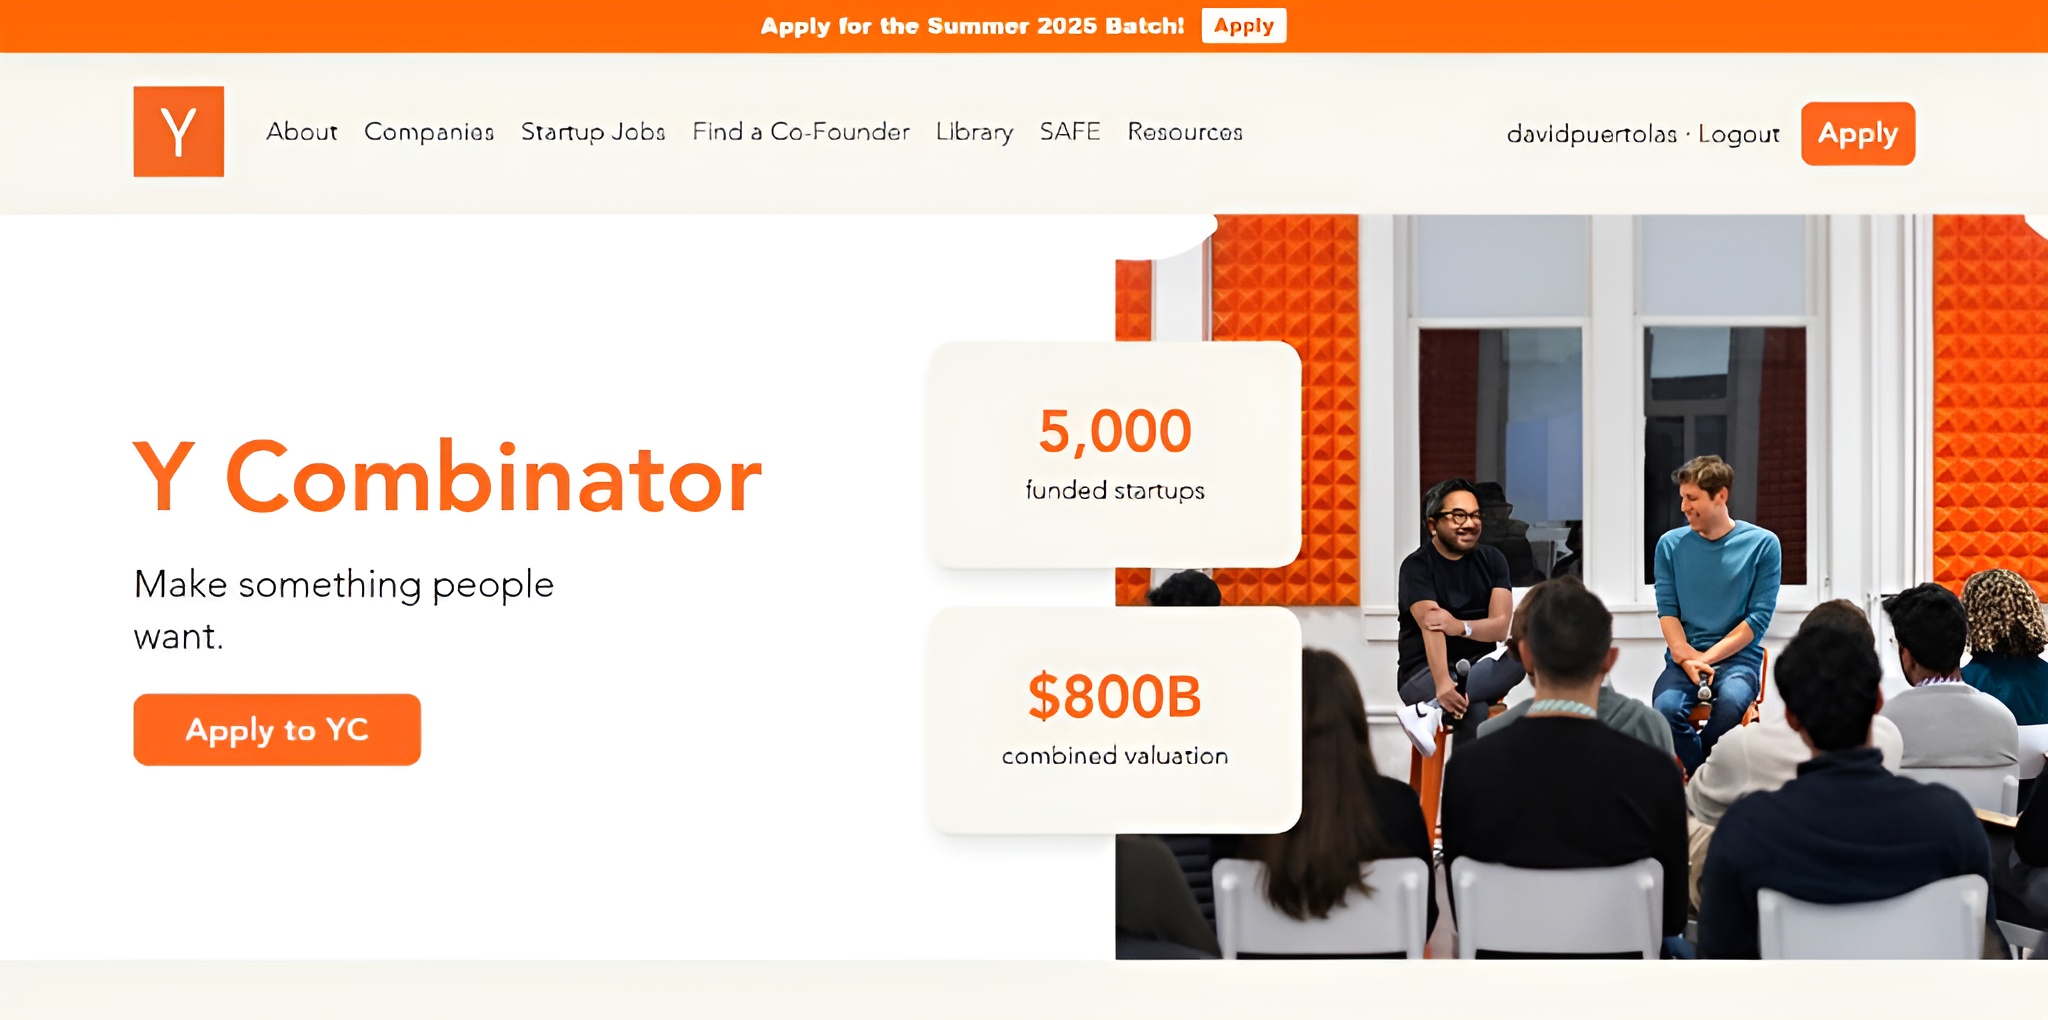 Apply for the Summer 2025 Batch! Apply
Y About Companies Startup Jobs Find a Co-Founder Library SAFE Resources davidpuertolas · Logout Apply
Y Combinator
Make something people
want.
Apply to YC
5,000
funded startups
$800B
combined valuation